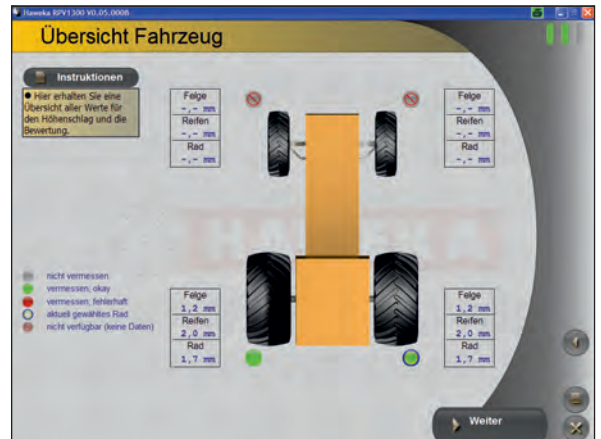 Haweka RPV1300 V0.05.0006
Übersicht Fahrzeug
Instruktionen
● Hier erhalten Sie eine
Übersicht aller Werte für
den Höhenschlag und die
Bewertung.
Felge
-,- mm
Reifen
-,- mm
Rad
-,- mm
Felge
-,- mm
Reifen
-,- mm
Rad
-,- mm
HAWEKA
nicht vermessen
vermessen, okay
vermessen, fehlerhaft
aktuell gewähltes Rad
nicht verfügbar (keine Daten)
Felge
1,2 mm
Reifen
2,0 mm
Rad
1,7 mm
Felge
1,2 mm
Reifen
2,0 mm
Rad
1,7 mm
Weiter